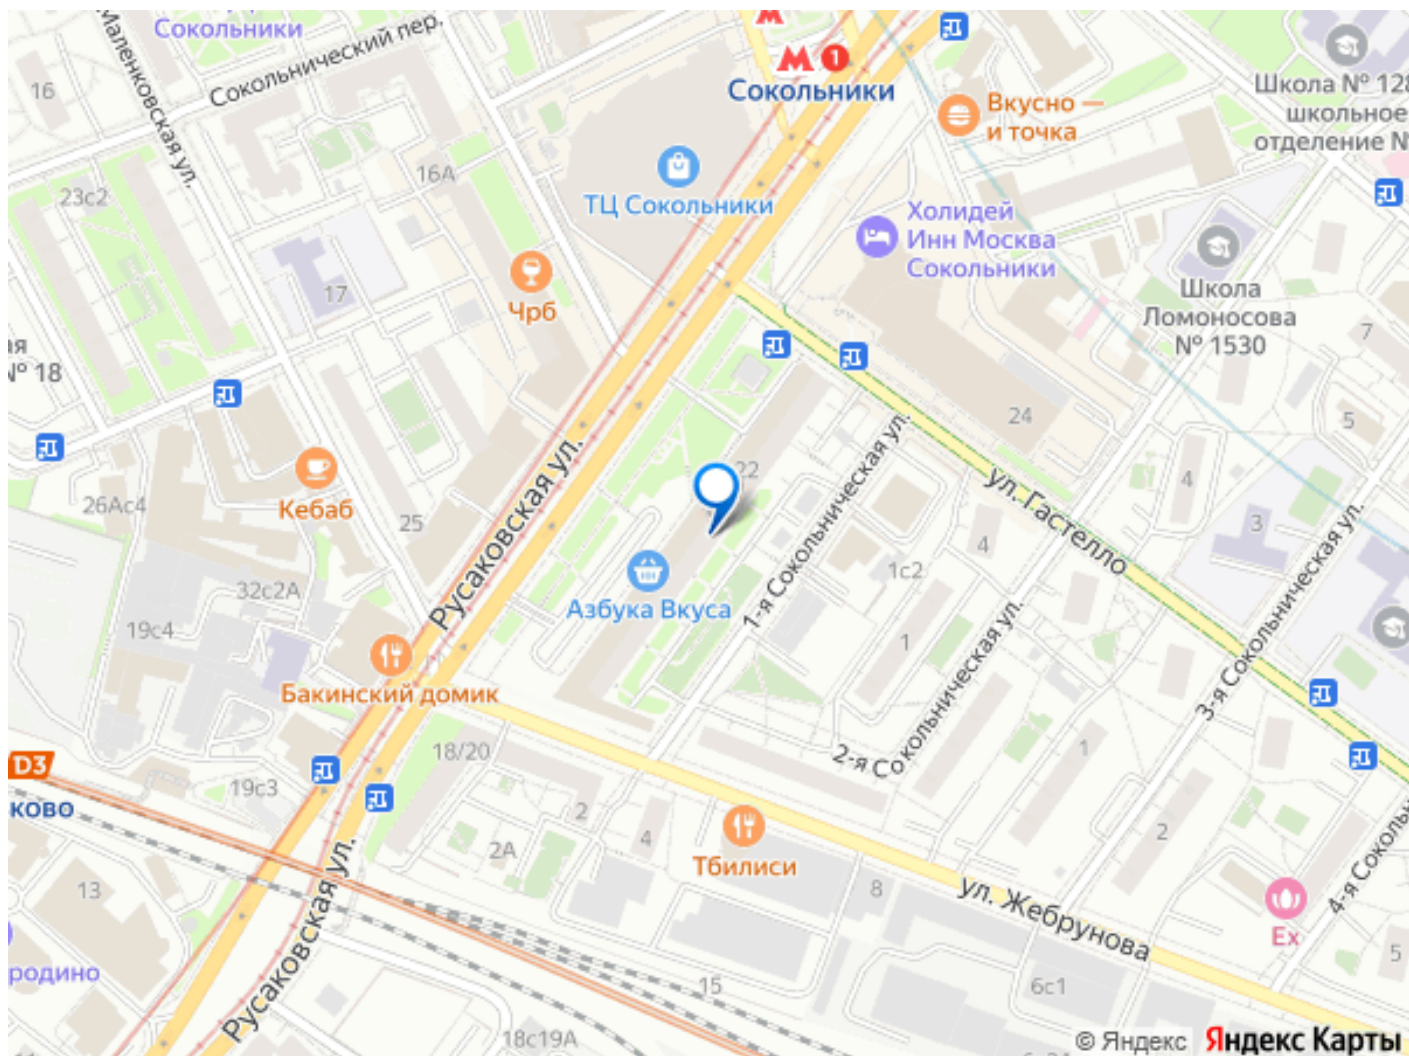 Сокольники
Маленковская ул.
Сокольнический пер.
16
М 1
Сокольники
Вкусно —
и точка
Школа № 128
школьное
отделение №
23с2
16А
ТЦ Сокольники
Холидей
Инн Москва
Сокольники
Школа
Ломоносова
№ 1530
17
Чрб
7
№ 18
24
5
22
Русаковская ул.
1-я Сокольническая ул.
ул. Гастелло
4
26Ас4
Кебаб
25
3
4
1с2
32с2А
19с4
Азбука Вкуса
1
2-я Сокольническая ул.
3-я Сокольническая ул.
Бакинский домик
18/20
1
D3
ково
19с3
2
4
2А
Тбилиси
2
8
ул. Жебрунова
4-я Соколь
Ех
13
родино
Русаковская ул.
15
6с1
5
18с19А
© Яндекс Яндекс Карты